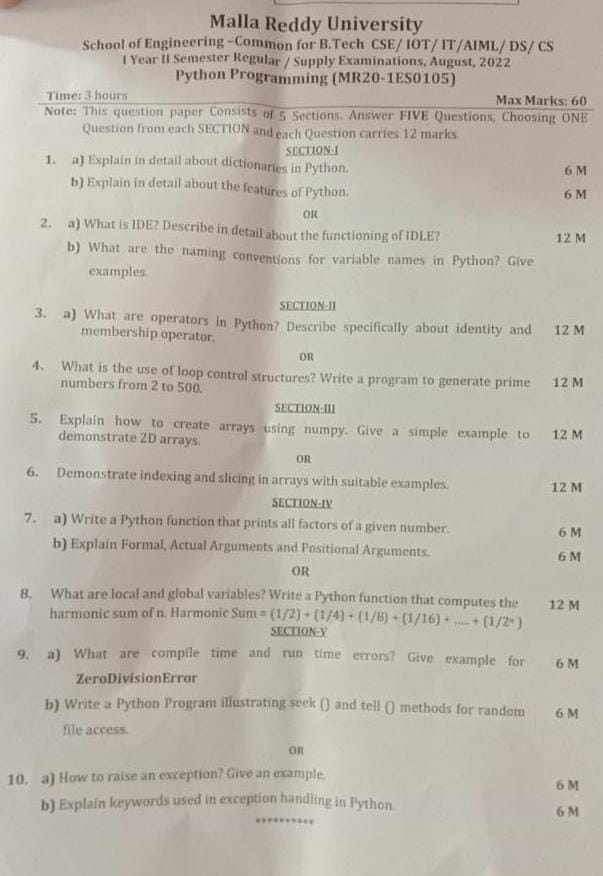 Malla Reddy University
School of Engineering -Common for B.Tech CSE/ IOT/ IT/AIML/ DS/ CS
I Year II Semester Regular / Supply Examinations, August, 2022
Python Programming (MR20-1ES0105)
Time: 3 hours Max Marks: 60
Note: This question paper Consists of 5 Sections. Answer FIVE Questions, Choosing ONE
Question from each SECTION and each Question carries 12 marks.
SECTION-I
1. a) Explain in detail about dictionaries in Python. 6 M
b) Explain in detail about the features of Python. 6 M
OR
2. a) What is IDE? Describe in detail about the functioning of IDLE? 12 M
b) What are the naming conventions for variable names in Python? Give
examples.
SECTION-II
3. a) What are operators in Python? Describe specifically about identity and 12 M
membership operator.
OR
4. What is the use of loop control structures? Write a program to generate prime 12 M
numbers from 2 to 500.
SECTION-III
5. Explain how to create arrays using numpy. Give a simple example to 12 M
demonstrate 2D arrays.
OR
6. Demonstrate indexing and slicing in arrays with suitable examples. 12 M
SECTION-IV
7. a) Write a Python function that prints all factors of a given number. 6 M
b) Explain Formal, Actual Arguments and Positional Arguments. 6 M
OR
8. What are local and global variables? Write a Python function that computes the 12 M
harmonic sum of n. Harmonic Sum = (1/2) + (1/4) + (1/8) + (1/16) + ..... + (1/2ⁿ)
SECTION-V
9. a) What are compile time and run time errors? Give example for 6 M
ZeroDivisionError
b) Write a Python Program illustrating seek () and tell () methods for random 6 M
file access.
OR
10. a) How to raise an exception? Give an example. 6 M
b) Explain keywords used in exception handling in Python. 6 M
**********